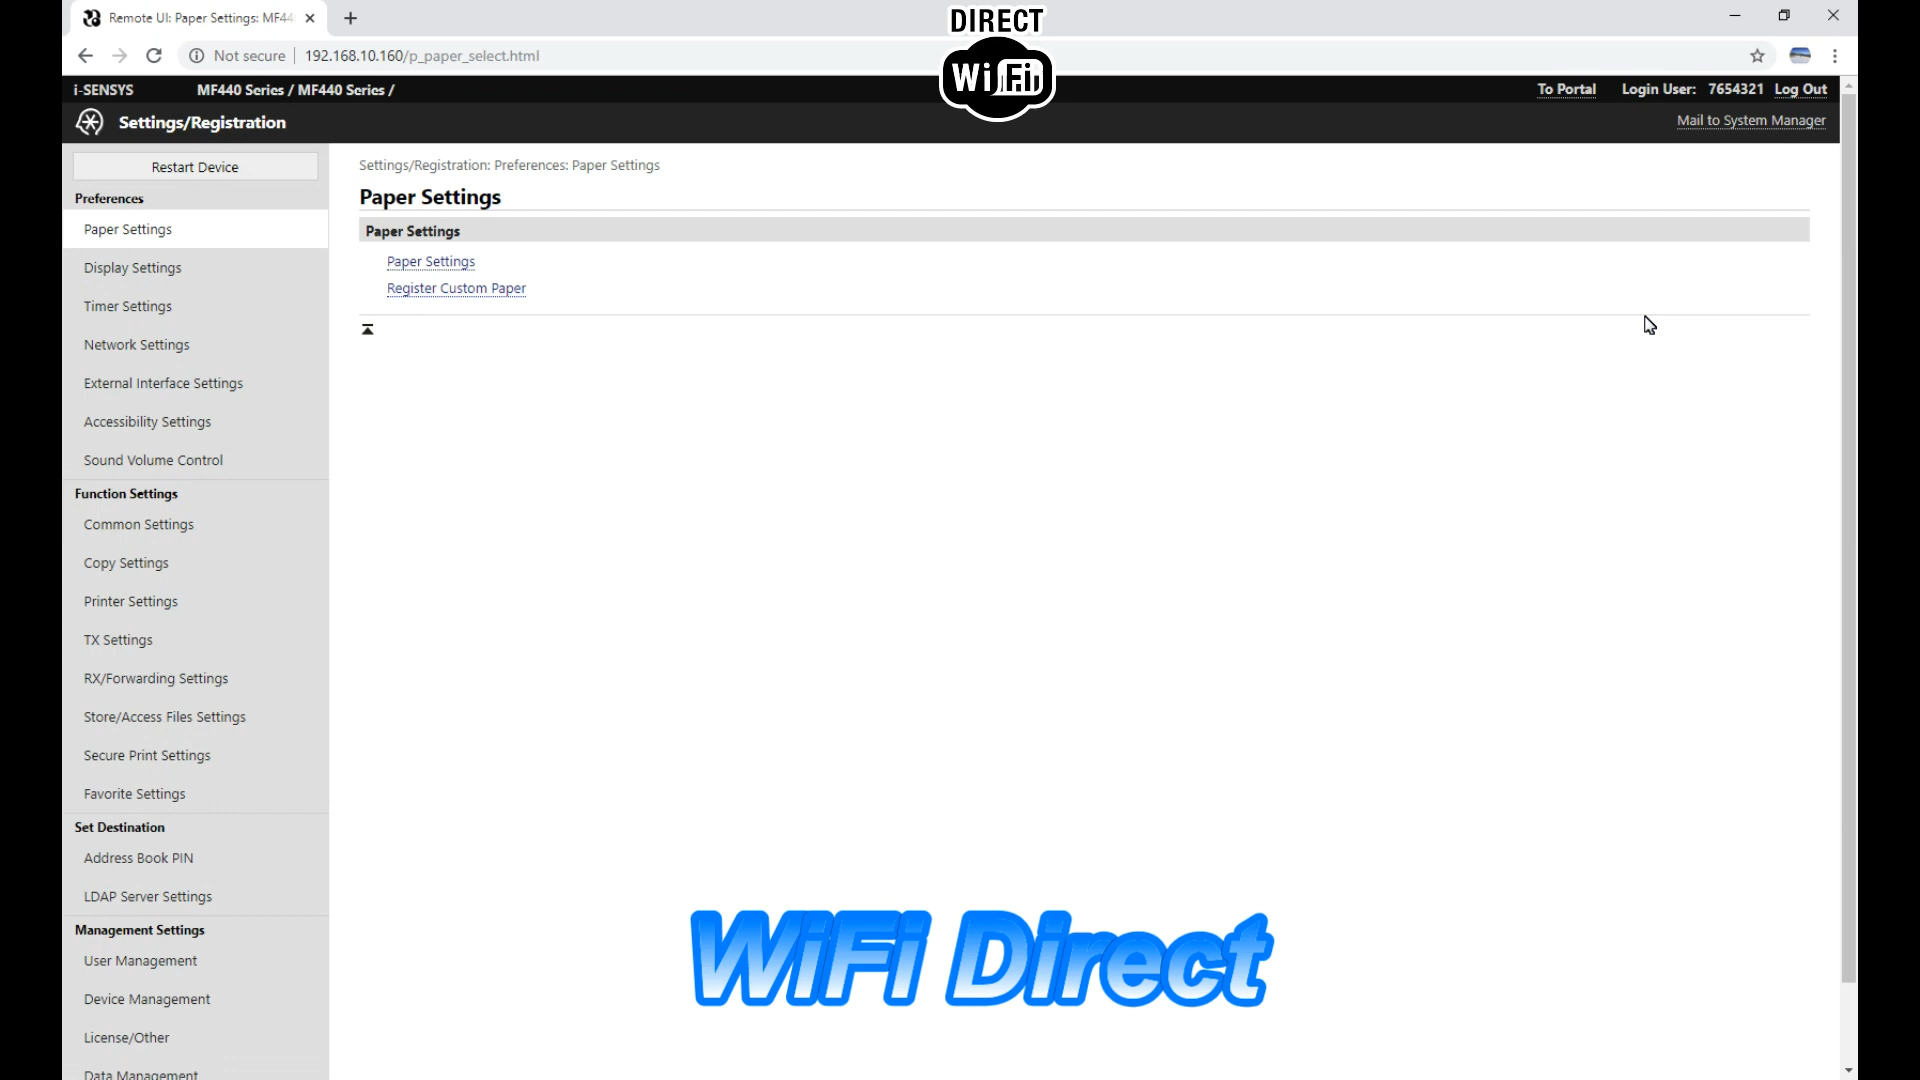 Remote UI: Paper Settings: MF44
DIRECT
WiFi
Not secure
192.168.10.160/p_paper_select.html
i-SENSYS
MF440 Series / MF440 Series /
To Portal
Login User: 7654321
Log Out
Settings/Registration
Mail to System Manager
Restart Device
Preferences
Paper Settings
Display Settings
Timer Settings
Network Settings
External Interface Settings
Accessibility Settings
Sound Volume Control
Function Settings
Common Settings
Copy Settings
Printer Settings
TX Settings
RX/Forwarding Settings
Store/Access Files Settings
Secure Print Settings
Favorite Settings
Set Destination
Address Book PIN
LDAP Server Settings
Management Settings
User Management
Device Management
License/Other
Data Management
Settings/Registration: Preferences: Paper Settings
Paper Settings
Paper Settings
Paper Settings
Register Custom Paper
WiFi Direct